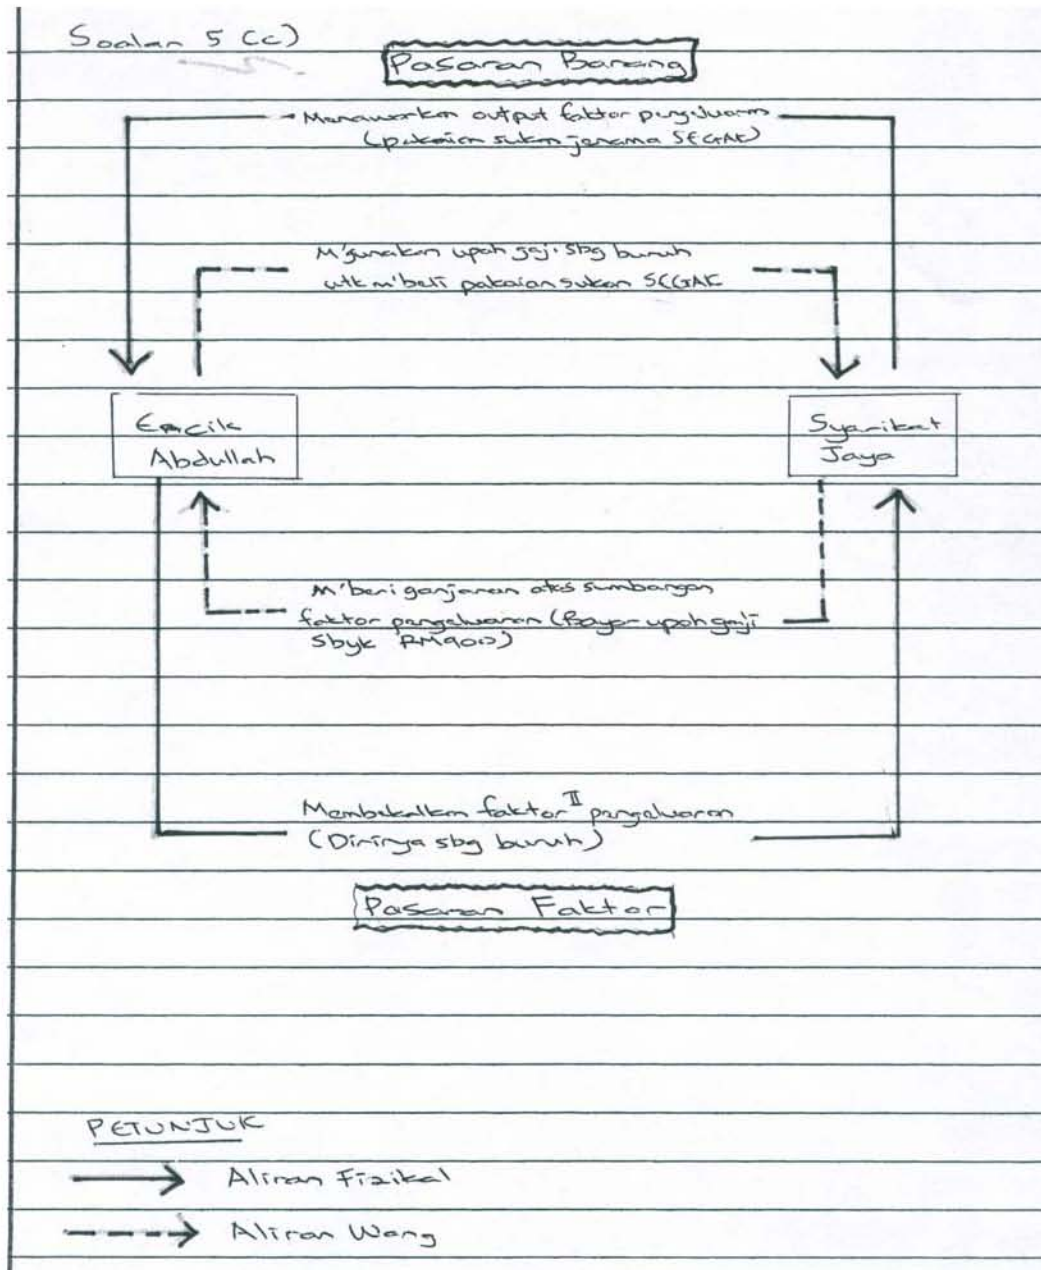 Soalan 5 (c)
Pasaran Barang
Menawarkan output faktor pengeluaran
(pakaian sukan jenama SEGAK)
M'gunakan upah gaji sbg buruh
utk m'beli pakaian sukan SEGAK
Encik
Abdullah
Syarikat
Jaya
M'beri ganjaran atas sumbangan
faktor pengeluaran (Bayar upah gaji
sbyk RM900)
Membekalkan faktor II pengeluaran
(Dirinya sbg buruh)
Pasaran Faktor
PETUNJUK
Aliran Fizikal
Aliran Wang